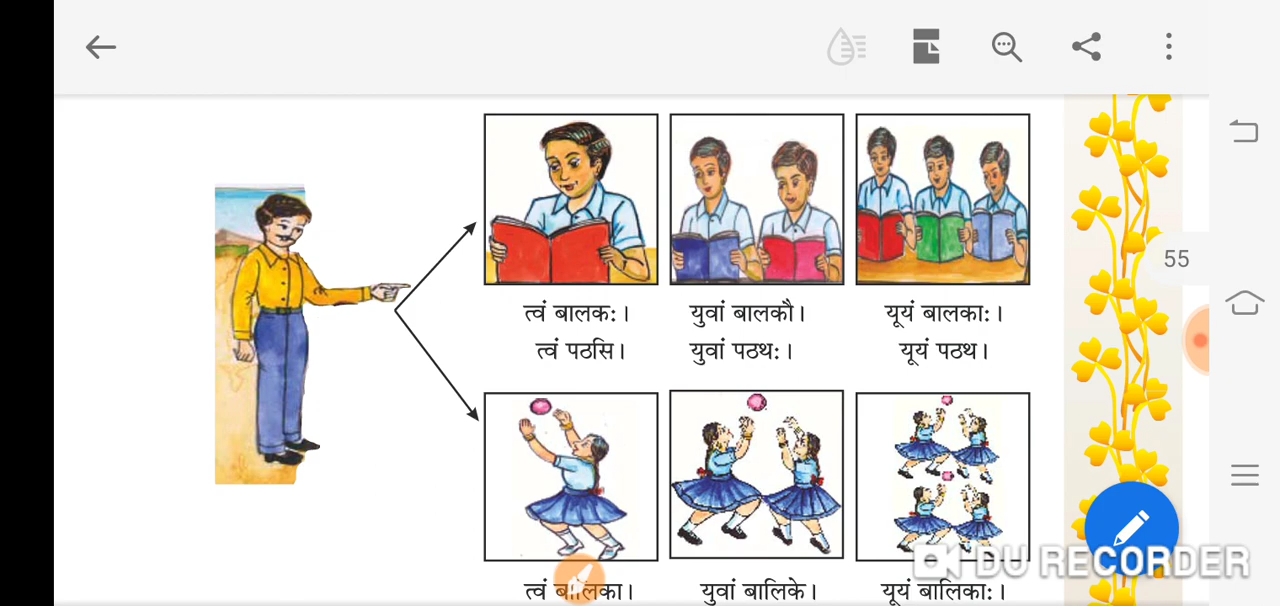 55
त्वं बालकः।
युवां बालकौ।
यूयं बालकाः।
त्वं पठसि।
युवां पठथः।
यूयं पठथ।
त्वं
युवां बालिके।
यूयं बालिकाः।
DU RECORDER